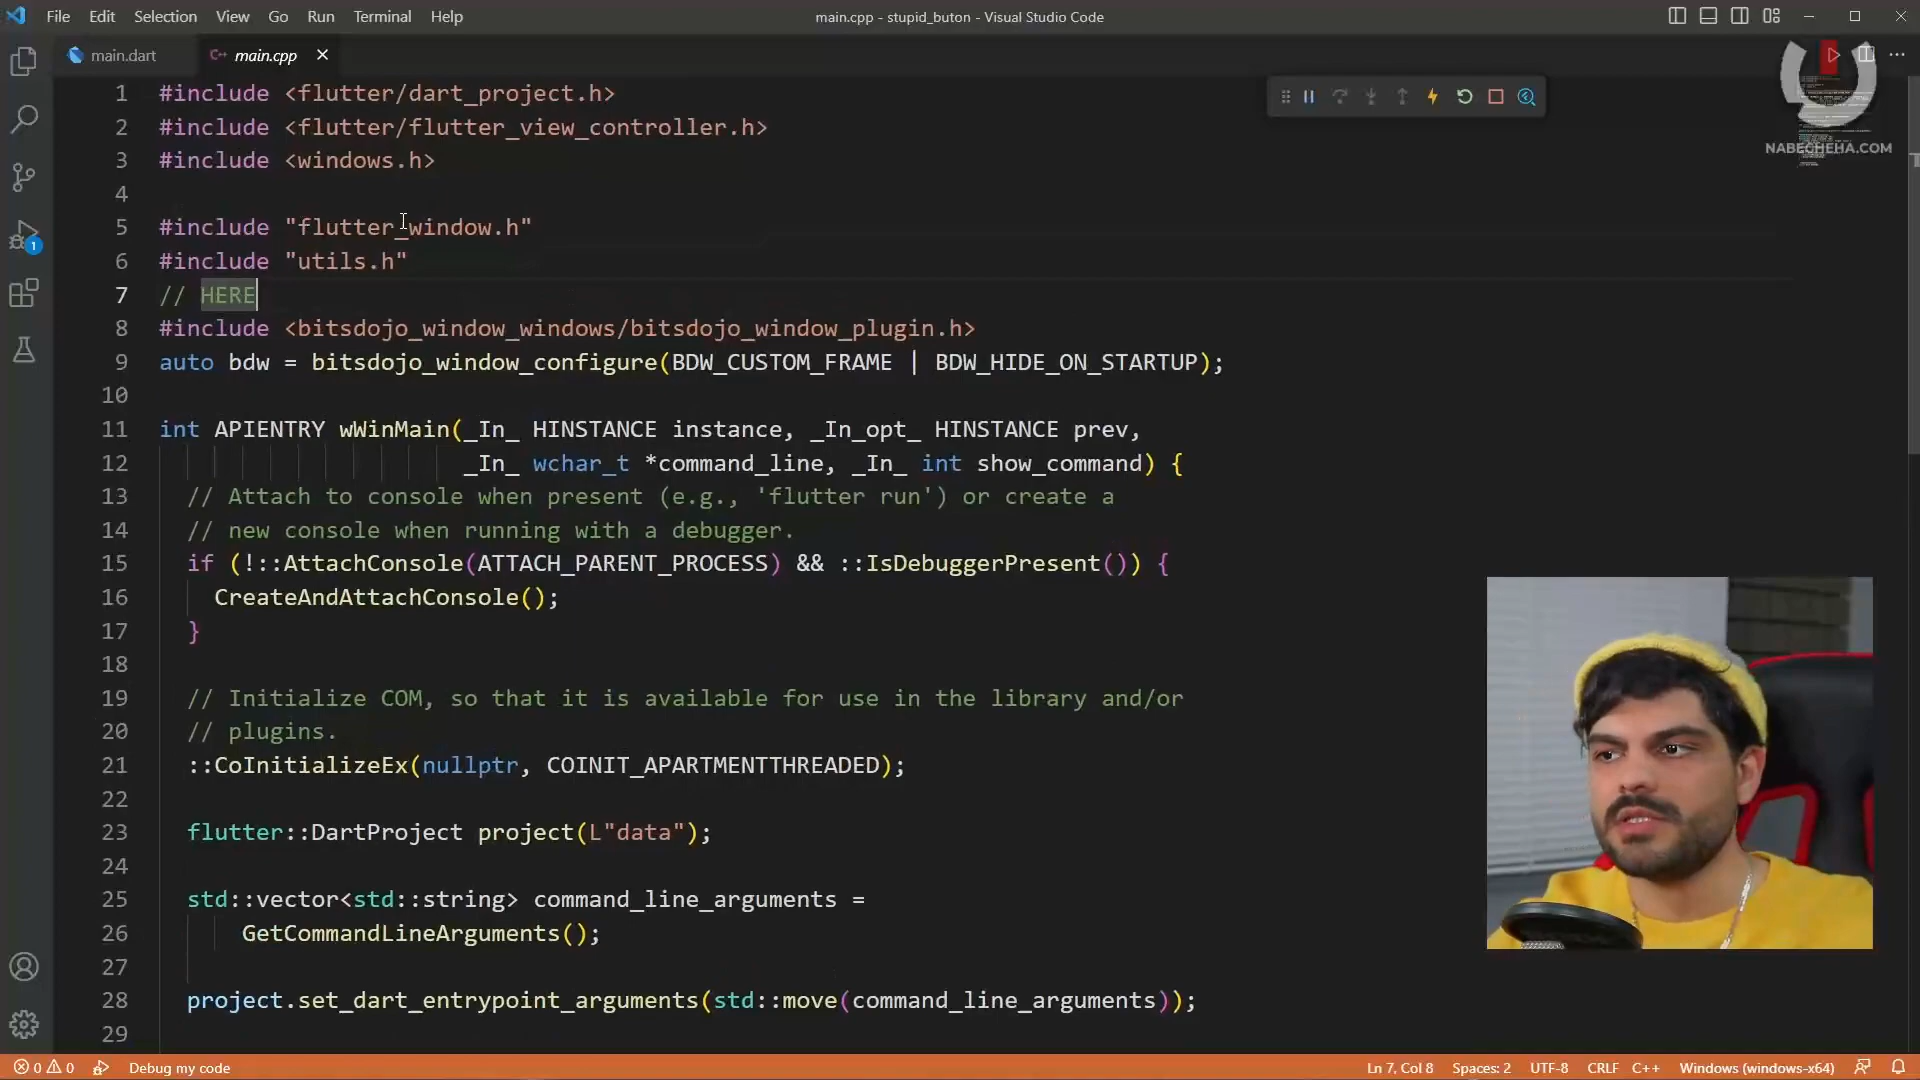 File Edit Selection View Go Run Terminal Help
main.cpp - stupid_buton - Visual Studio Code
main.dart
main.cpp
NABECHEHA.COM
1 #include <flutter/dart_project.h>
2 #include <flutter/flutter_view_controller.h>
3 #include <windows.h>
4
5 #include "flutter_window.h"
6 #include "utils.h"
7 // HERE
8 #include <bitsdojo_window_windows/bitsdojo_window_plugin.h>
9 auto bdw = bitsdojo_window_configure(BDW_CUSTOM_FRAME | BDW_HIDE_ON_STARTUP);
10
11 int APIENTRY wWinMain(_In_ HINSTANCE instance, _In_opt_ HINSTANCE prev,
12 _In_ wchar_t *command_line, _In_ int show_command) {
13 // Attach to console when present (e.g., 'flutter run') or create a
14 // new console when running with a debugger.
15 if (!::AttachConsole(ATTACH_PARENT_PROCESS) && ::IsDebuggerPresent()) {
16 CreateAndAttachConsole();
17 }
18
19 // Initialize COM, so that it is available for use in the library and/or
20 // plugins.
21 ::CoInitializeEx(nullptr, COINIT_APARTMENTTHREADED);
22
23 flutter::DartProject project(L"data");
24
25 std::vector<std::string> command_line_arguments =
26 GetCommandLineArguments();
27
28 project.set_dart_entrypoint_arguments(std::move(command_line_arguments));
29
1
0 0 Debug my code
Ln 7, Col 8 Spaces: 2 UTF-8 CRLF C++ Windows (windows-x64)